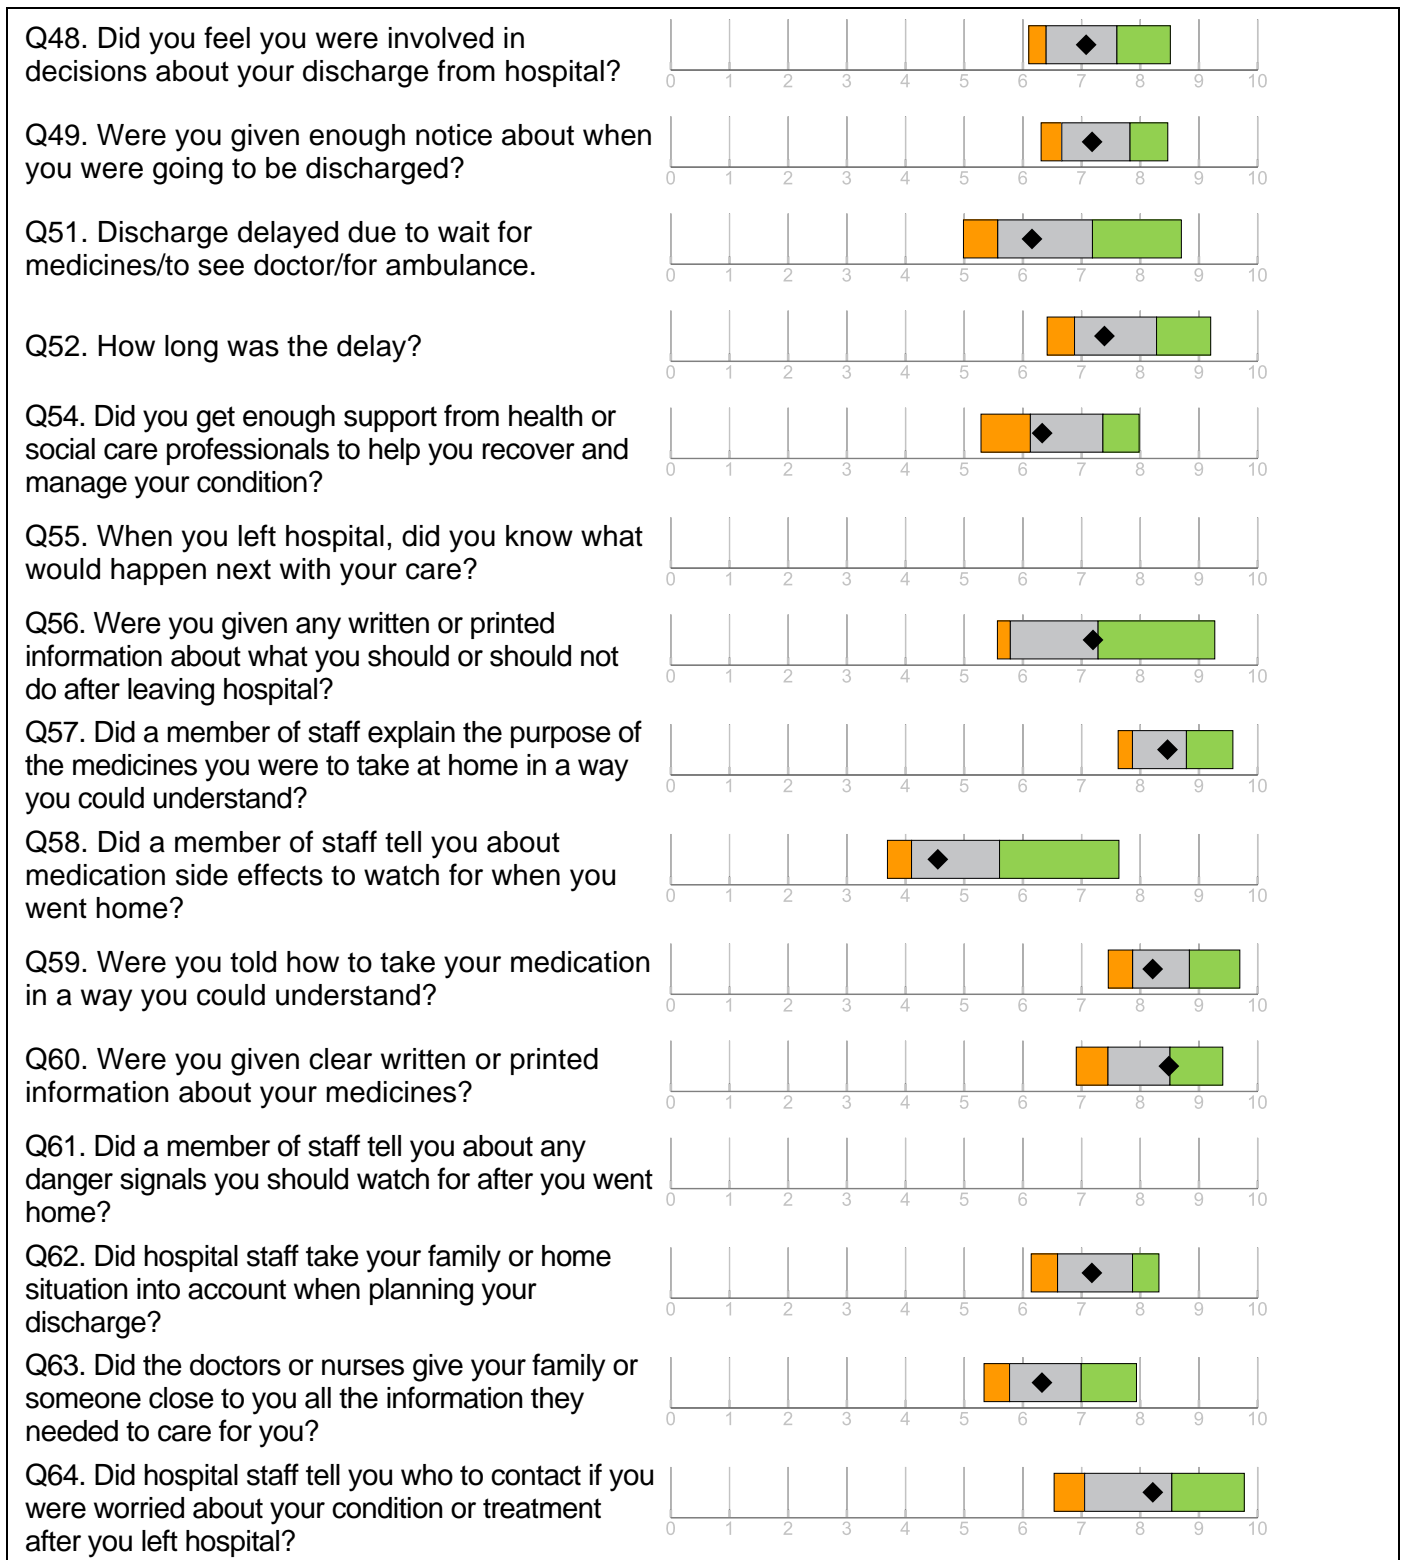 Q48. Did you feel you were involved in
decisions about your discharge from hospital?
0 1 2 3 4 5 6 7 8 9 10
Q49. Were you given enough notice about when
you were going to be discharged?
0 1 2 3 4 5 6 7 8 9 10
Q51. Discharge delayed due to wait for
medicines/to see doctor/for ambulance.
0 1 2 3 4 5 6 7 8 9 10
Q52. How long was the delay?
0 1 2 3 4 5 6 7 8 9 10
Q54. Did you get enough support from health or
social care professionals to help you recover and
manage your condition?
0 1 2 3 4 5 6 7 8 9 10
Q55. When you left hospital, did you know what
would happen next with your care?
0 1 2 3 4 5 6 7 8 9 10
Q56. Were you given any written or printed
information about what you should or should not
do after leaving hospital?
0 1 2 3 4 5 6 7 8 9 10
Q57. Did a member of staff explain the purpose of
the medicines you were to take at home in a way
you could understand?
0 1 2 3 4 5 6 7 8 9 10
Q58. Did a member of staff tell you about
medication side effects to watch for when you
went home?
0 1 2 3 4 5 6 7 8 9 10
Q59. Were you told how to take your medication
in a way you could understand?
0 1 2 3 4 5 6 7 8 9 10
Q60. Were you given clear written or printed
information about your medicines?
0 1 2 3 4 5 6 7 8 9 10
Q61. Did a member of staff tell you about any
danger signals you should watch for after you went
home?
0 1 2 3 4 5 6 7 8 9 10
Q62. Did hospital staff take your family or home
situation into account when planning your
discharge?
0 1 2 3 4 5 6 7 8 9 10
Q63. Did the doctors or nurses give your family or
someone close to you all the information they
needed to care for you?
0 1 2 3 4 5 6 7 8 9 10
Q64. Did hospital staff tell you who to contact if you
were worried about your condition or treatment
after you left hospital?
0 1 2 3 4 5 6 7 8 9 10